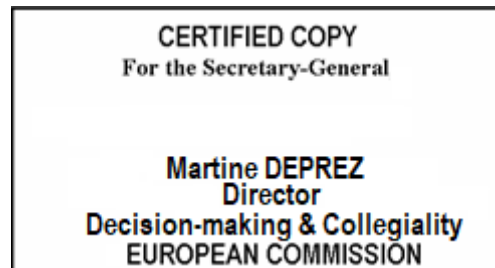 CERTIFIED COPY
For the Secretary-General
Martine DEPREZ
Director
Decision-making & Collegiality
EUROPEAN COMMISSION